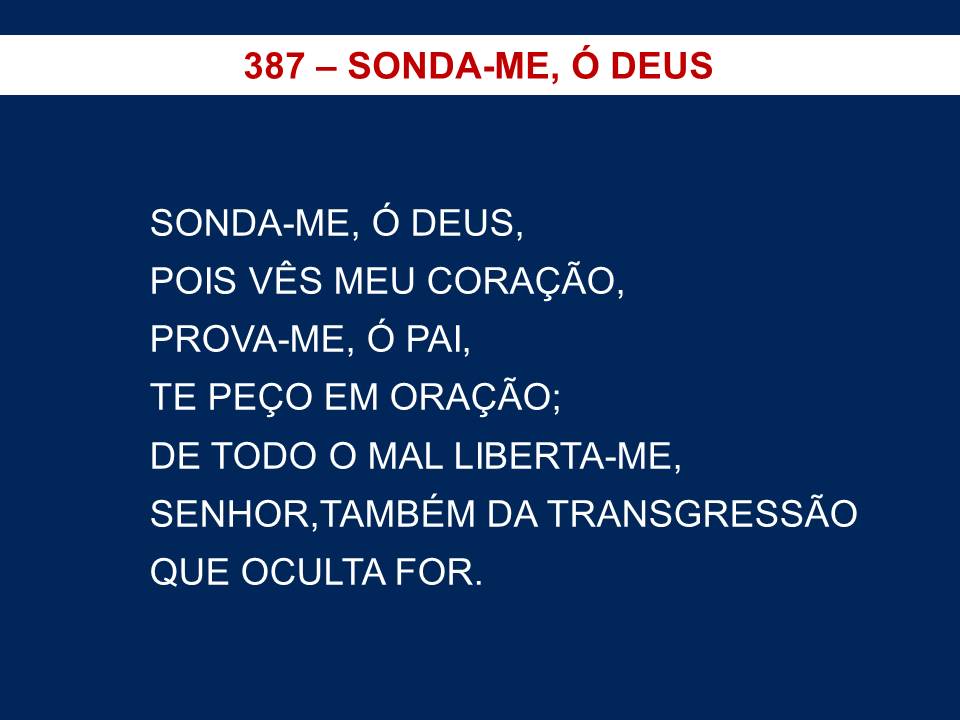 387 – SONDA-ME, Ó DEUS
SONDA-ME, Ó DEUS,
POIS VÊS MEU CORAÇÃO,
PROVA-ME, Ó PAI,
TE PEÇO EM ORAÇÃO;
DE TODO O MAL LIBERTA-ME,
SENHOR,TAMBÉM DA TRANSGRESSÃO
QUE OCULTA FOR.